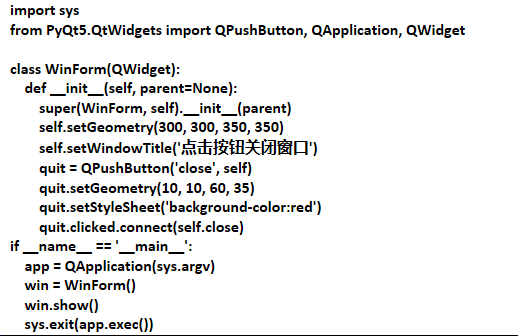 import sys
from PyQt5.QtWidgets import QPushButton, QApplication, QWidget

class WinForm(QWidget):
    def __init__(self, parent=None):
        super(WinForm, self).__init__(parent)
        self.setGeometry(300, 300, 350, 350)
        self.setWindowTitle('点击按钮关闭窗口')
        quit = QPushButton('close', self)
        quit.setGeometry(10, 10, 60, 35)
        quit.setStyleSheet('background-color:red')
        quit.clicked.connect(self.close)
if __name__ == '__main__':
    app = QApplication(sys.argv)
    win = WinForm()
    win.show()
    sys.exit(app.exec())